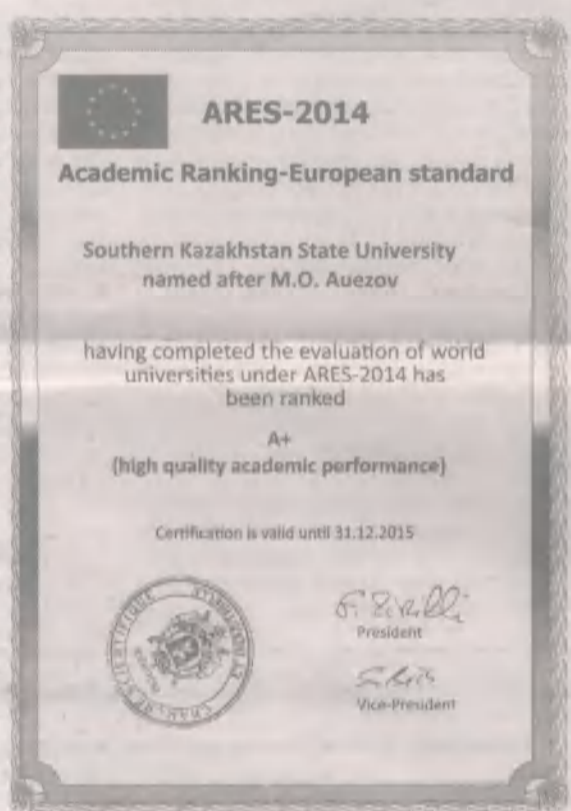 ARES-2014
Academic Ranking-European standard
Southern Kazakhstan State University
named after M.O. Auezov
having completed the evaluation of world
universities under ARES-2014 has
been ranked
A+
(high quality academic performance)
Certification is valid until 31.12.2015
President
Vice-President